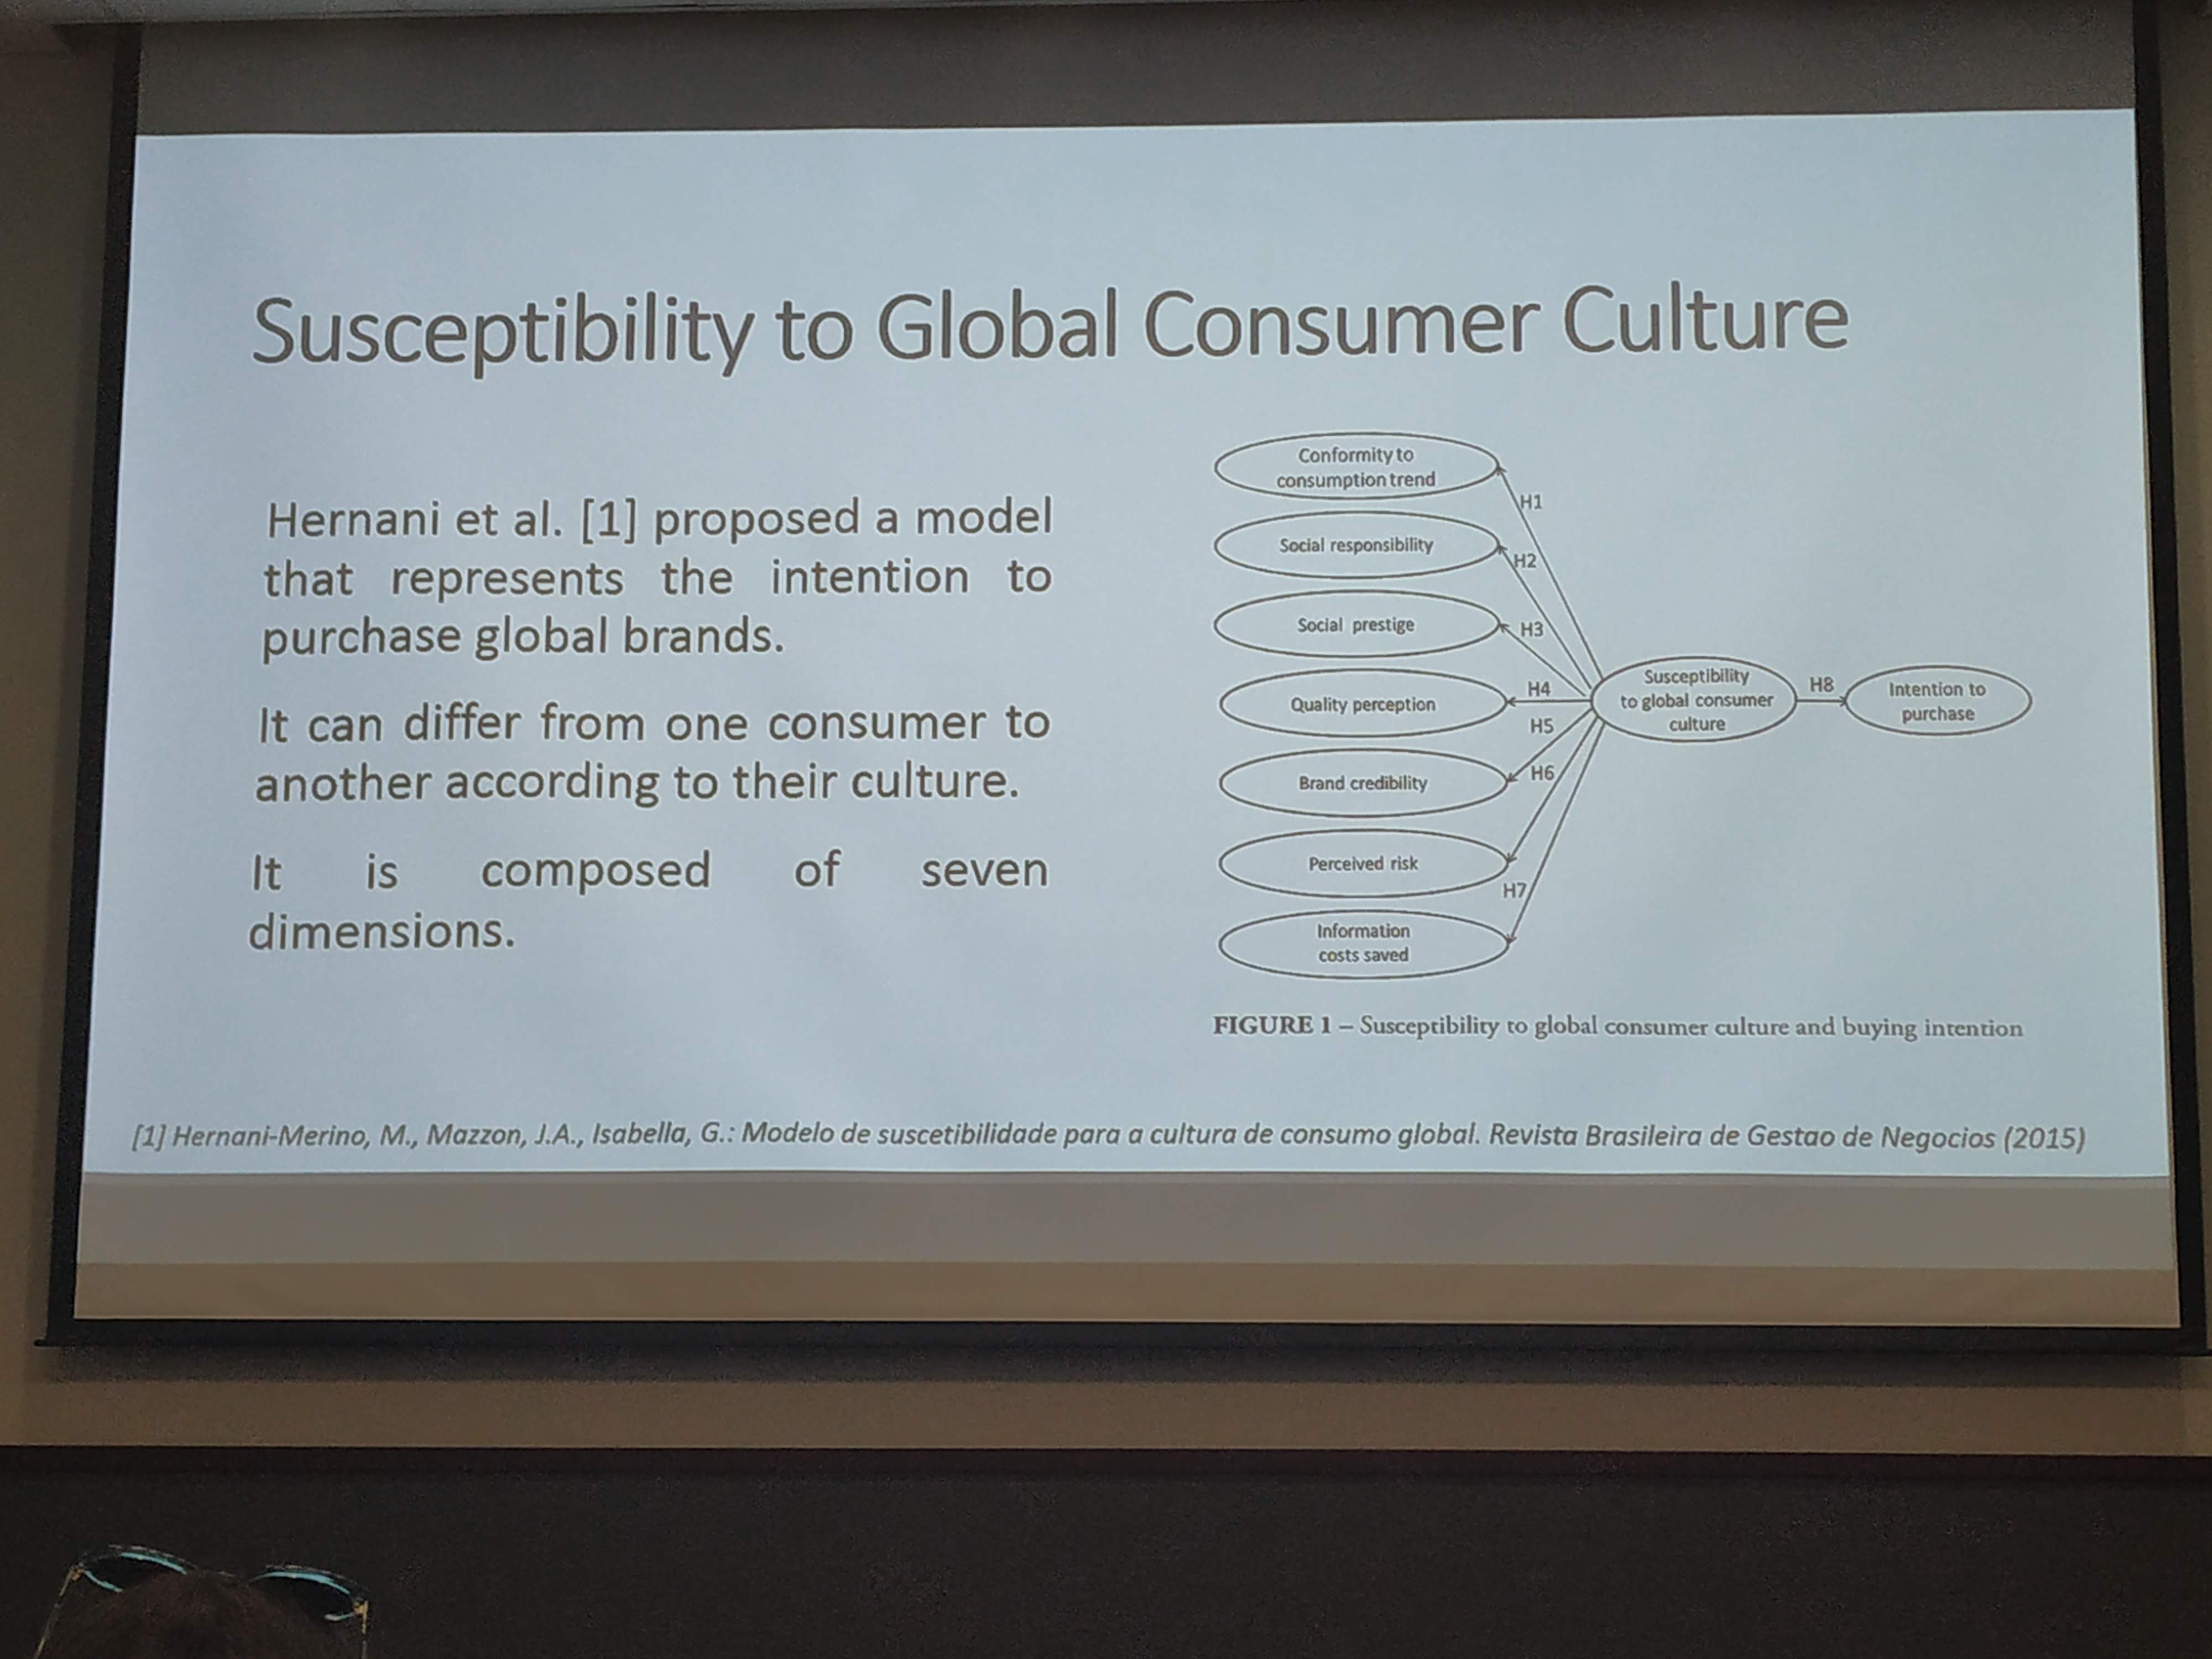 Susceptibility to Global Consumer Culture
Hernani et al. [1] proposed a model
that represents the intention to
purchase global brands.
It can differ from one consumer to
another according to their culture.
It is composed of seven
dimensions.
Conformity to
consumption trend
H1
Social responsibility
H2
Social prestige
H3
Quality perception
H4
H5
Brand credibility
H6
Perceived risk
H7
Information
costs saved
Susceptibility
to global consumer
culture
H8
Intention to
purchase
FIGURE 1 – Susceptibility to global consumer culture and buying intention
[1] Hernani-Merino, M., Mazzon, J.A., Isabella, G.: Modelo de suscetibilidade para a cultura de consumo global. Revista Brasileira de Gestao de Negocios (2015)